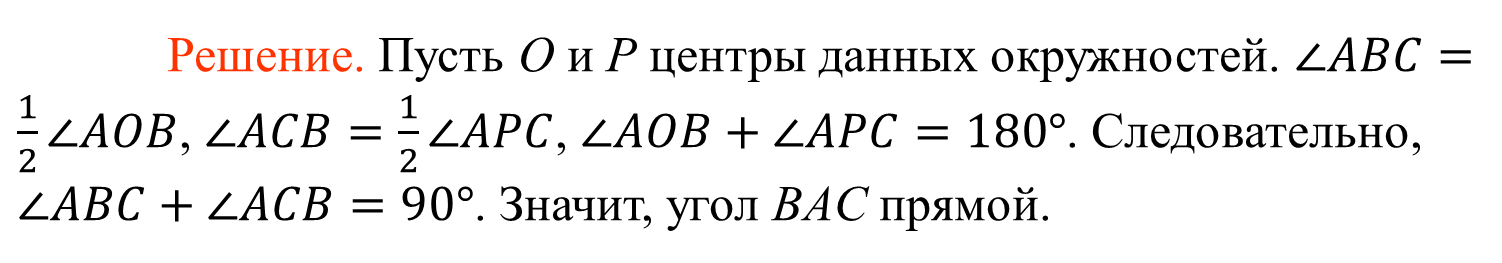 Решение. Пусть O и P центры данных окружностей. ∠ABC =
1/2 ∠AOB, ∠ACB = 1/2 ∠APC, ∠AOB + ∠APC = 180°. Следовательно,
∠ABC + ∠ACB = 90°. Значит, угол BAC прямой.